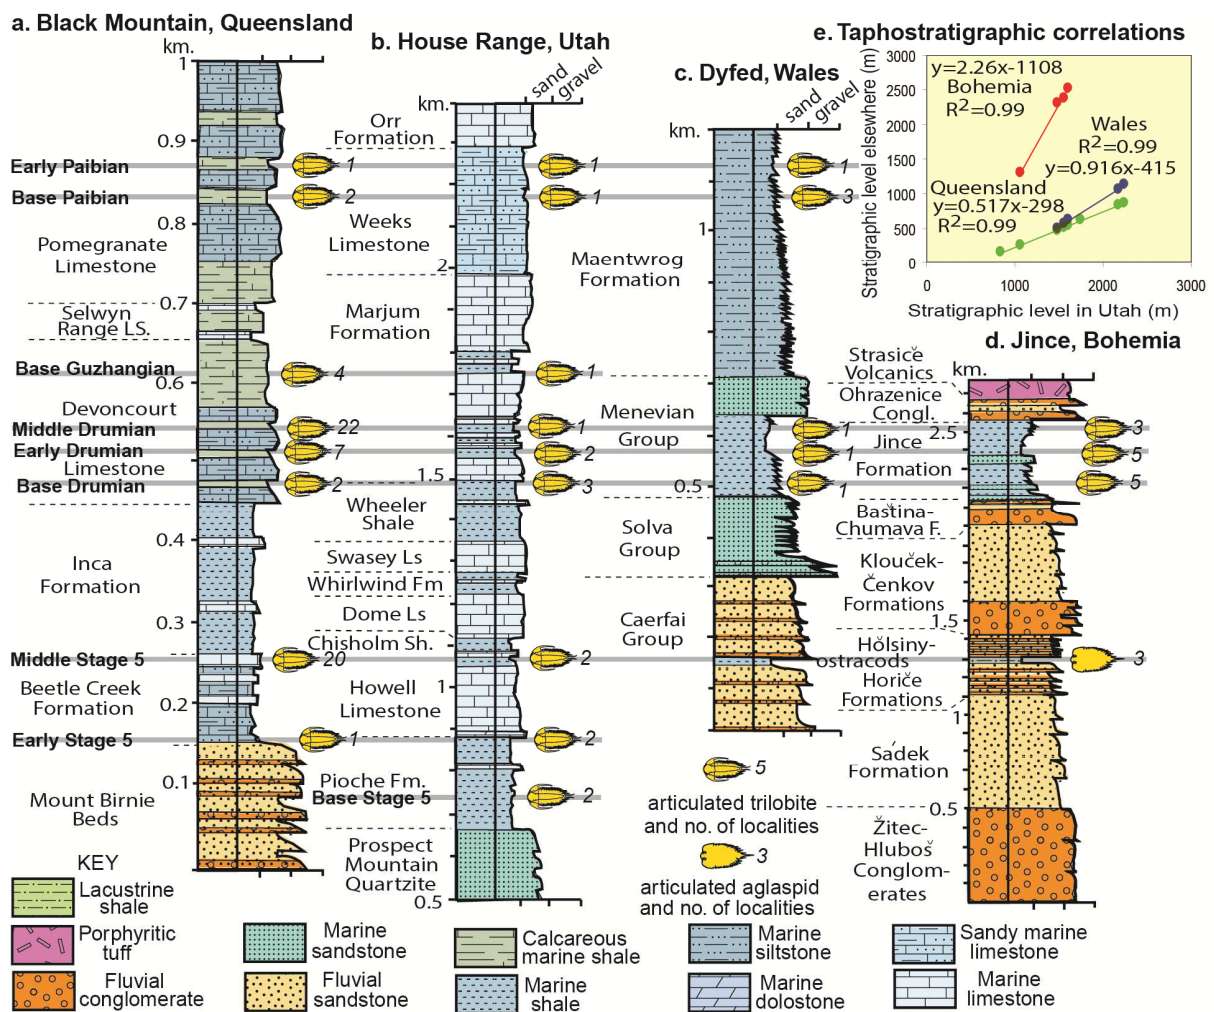 a. Black Mountain, Queensland
km.
1
0.9
Early Paibian
1
Base Paibian
2
0.8
Pomegranate
Limestone
0.7
Selwyn
Range LS.
Base Guzhangian
4
0.6
Devoncourt
Middle Drumian
22
Early Drumian
7
Limestone
Base Drumian
2
0.4
Inca
Formation
0.3
Middle Stage 5
20
Beetle Creek
Formation
0.2
Early Stage 5
1
0.1
Mount Birnie
Beds
b. House Range, Utah
sand
gravel
km.
Orr
Formation
1
1
Weeks
Limestone
2
Marjum
Formation
1
1
2
1.5
3
Wheeler
Shale
Swasey Ls
Whirlwind Fm
Dome Ls
Chisholm Sh.
2
Howell
Limestone
1
2
Pioche Fm.
Base Stage 5
2
Prospect
Mountain
Quartzite
0.5
c. Dyfed, Wales
sand
gravel
km.
1
3
1
Maentwrog
Formation
Menevian
Group
1
1
0.5
1
Solva
Group
Caerfai
Group
e. Taphostratigraphic correlations
Stratigraphic level elsewhere (m)
3000
2500
2000
1500
1000
500
0
y=2.26x-1108
Bohemia
R2=0.99
Wales
R2=0.99
y=0.916x-415
Queensland
y=0.517x-298
R2=0.99
1000
2000
3000
Stratigraphic level in Utah (m)
d. Jince, Bohemia
km.
Strasićě
Volcanics
Ohrazenice
Congl.
2.5
3
Jince
5
Formation
5
Baština-
Chumava F.
Klouček-
Čenkov
Formations
1.5
Hŏlsiny-
ostracods
3
Hořiče
Formations
1
Sádek
Formation
0.5
Žitec-
Hluboš
Conglom-
erates
5
articulated trilobite
and no. of localities
3
articulated aglaspid
and no. of localities
KEY
Lacustrine
shale
Porphyritic
tuff
Fluvial
conglomerate
Marine
sandstone
Fluvial
sandstone
Calcareous
marine shale
Marine
shale
Marine
siltstone
Marine
dolostone
Sandy marine
limestone
Marine
limestone